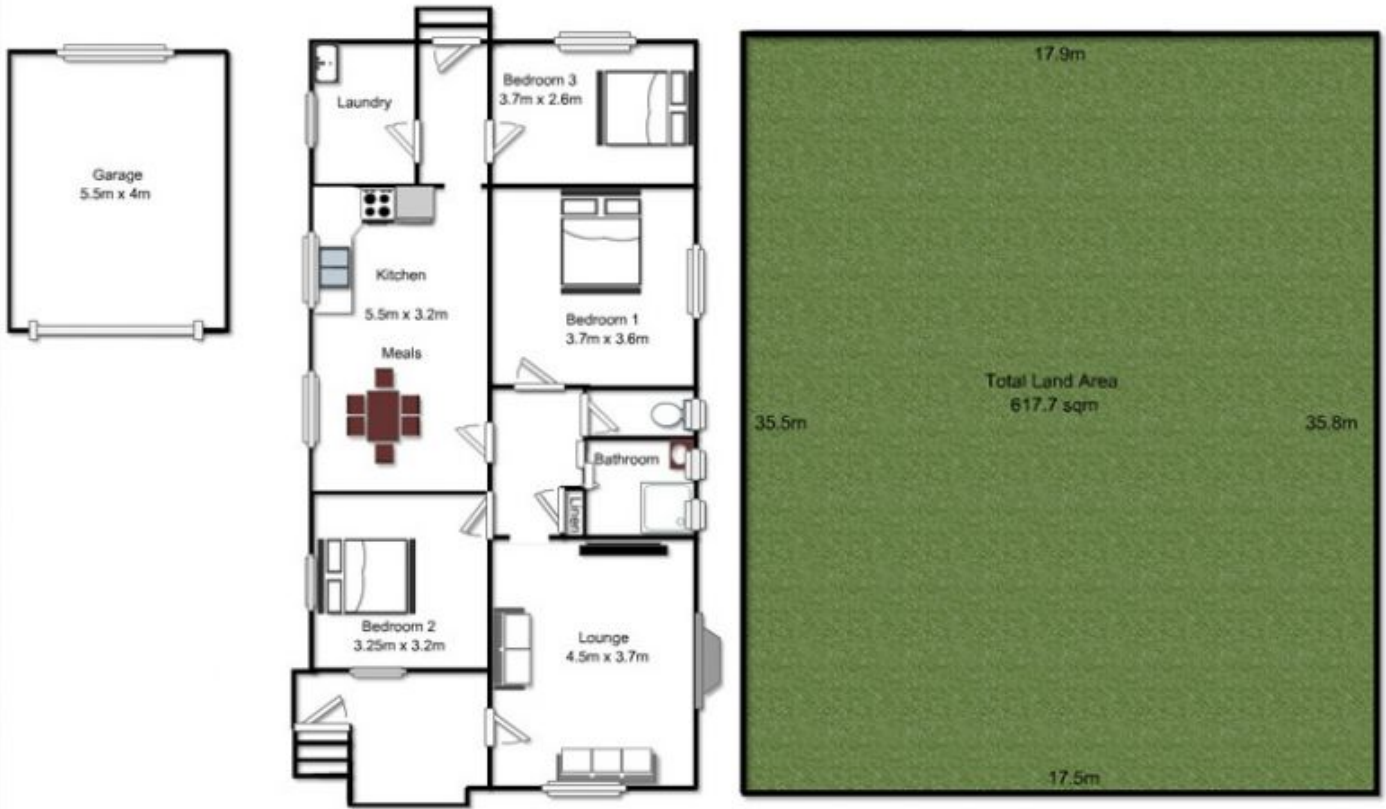 Garage
5.5m x 4m
Laundry
Bedroom 3
3.7m x 2.6m
Kitchen
5.5m x 3.2m
Meals
Bedroom 1
3.7m x 3.6m
Bathroom
Linen
Bedroom 2
3.25m x 3.2m
Lounge
4.5m x 3.7m
17.9m
Total Land Area
617.7 sqm
35.5m
35.8m
17.5m